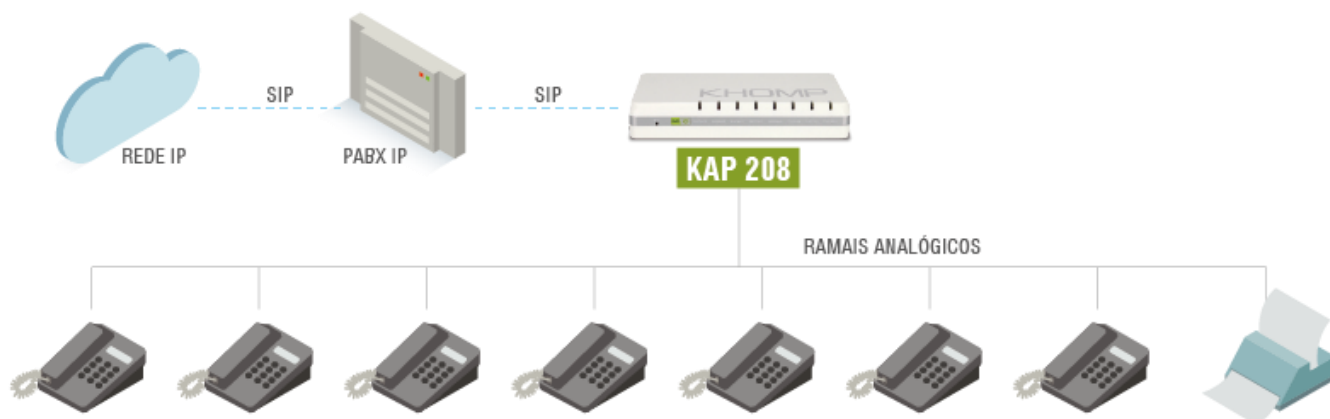 SIP
SIP
KHOMP
REDE IP
PABX IP
KAP 208
RAMAIS ANALÓGICOS